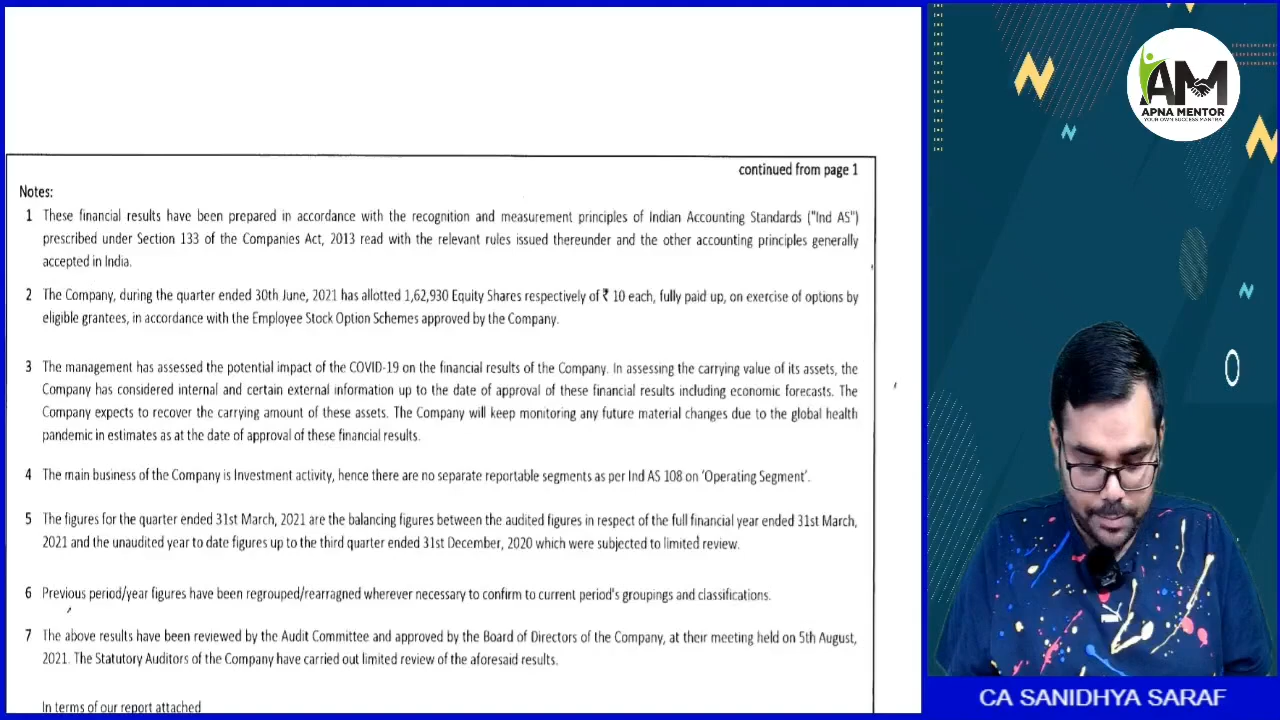 continued from page 1
Notes:
1 These financial results have been prepared in accordance with the recognition and measurement principles of Indian Accounting Standards ("Ind AS")
prescribed under Section 133 of the Companies Act, 2013 read with the relevant rules issued thereunder and the other accounting principles generally
accepted in India.
2 The Company, during the quarter ended 30th June, 2021 has allotted 1,62,930 Equity Shares respectively of ₹ 10 each, fully paid up, on exercise of options by
eligible grantees, in accordance with the Employee Stock Option Schemes approved by the Company.
3 The management has assessed the potential impact of the COVID-19 on the financial results of the Company. In assessing the carrying value of its assets, the
Company has considered internal and certain external information up to the date of approval of these financial results including economic forecasts. The
Company expects to recover the carrying amount of these assets. The Company will keep monitoring any future material changes due to the global health
pandemic in estimates as at the date of approval of these financial results.
4 The main business of the Company is Investment activity, hence there are no separate reportable segments as per Ind AS 108 on 'Operating Segment'.
5 The figures for the quarter ended 31st March, 2021 are the balancing figures between the audited figures in respect of the full financial year ended 31st March,
2021 and the unaudited year to date figures up to the third quarter ended 31st December, 2020 which were subjected to limited review.
6 Previous period/year figures have been regrouped/rearragned wherever necessary to confirm to current period's groupings and classifications.
7 The above results have been reviewed by the Audit Committee and approved by the Board of Directors of the Company, at their meeting held on 5th August,
2021. The Statutory Auditors of the Company have carried out limited review of the aforesaid results.
In terms of our report attached
AM
APNA MENTOR
YOUR OWN SUCCESS MANTRA
PUMA
CA SANIDHYA SARAF